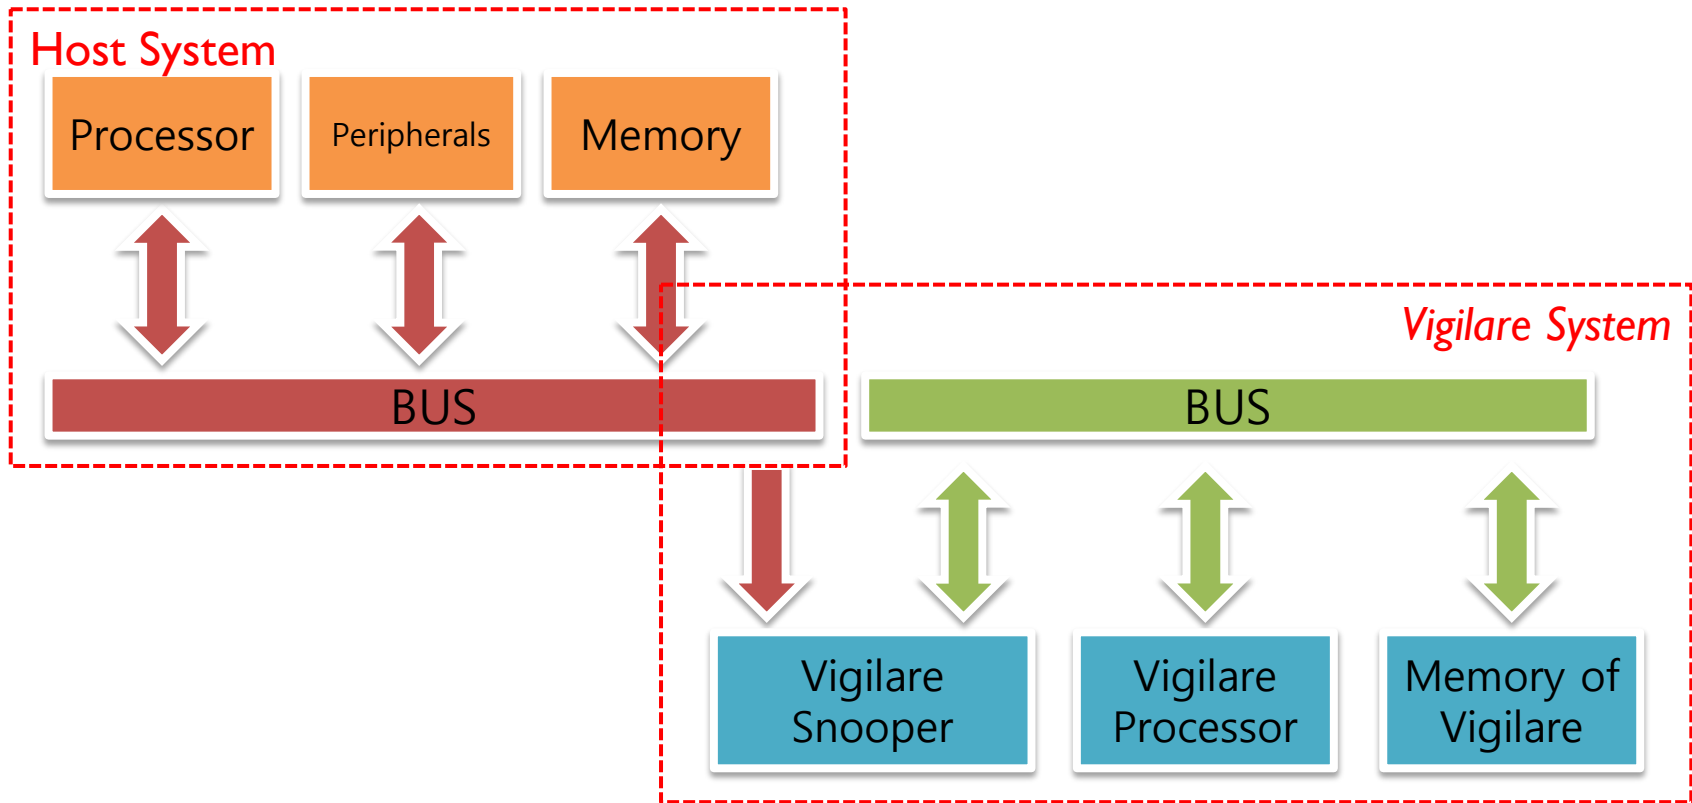 Host System
Processor
Peripherals
Memory
Vigilare System
BUS
BUS
Vigilare
Snooper
Vigilare
Processor
Memory of
Vigilare